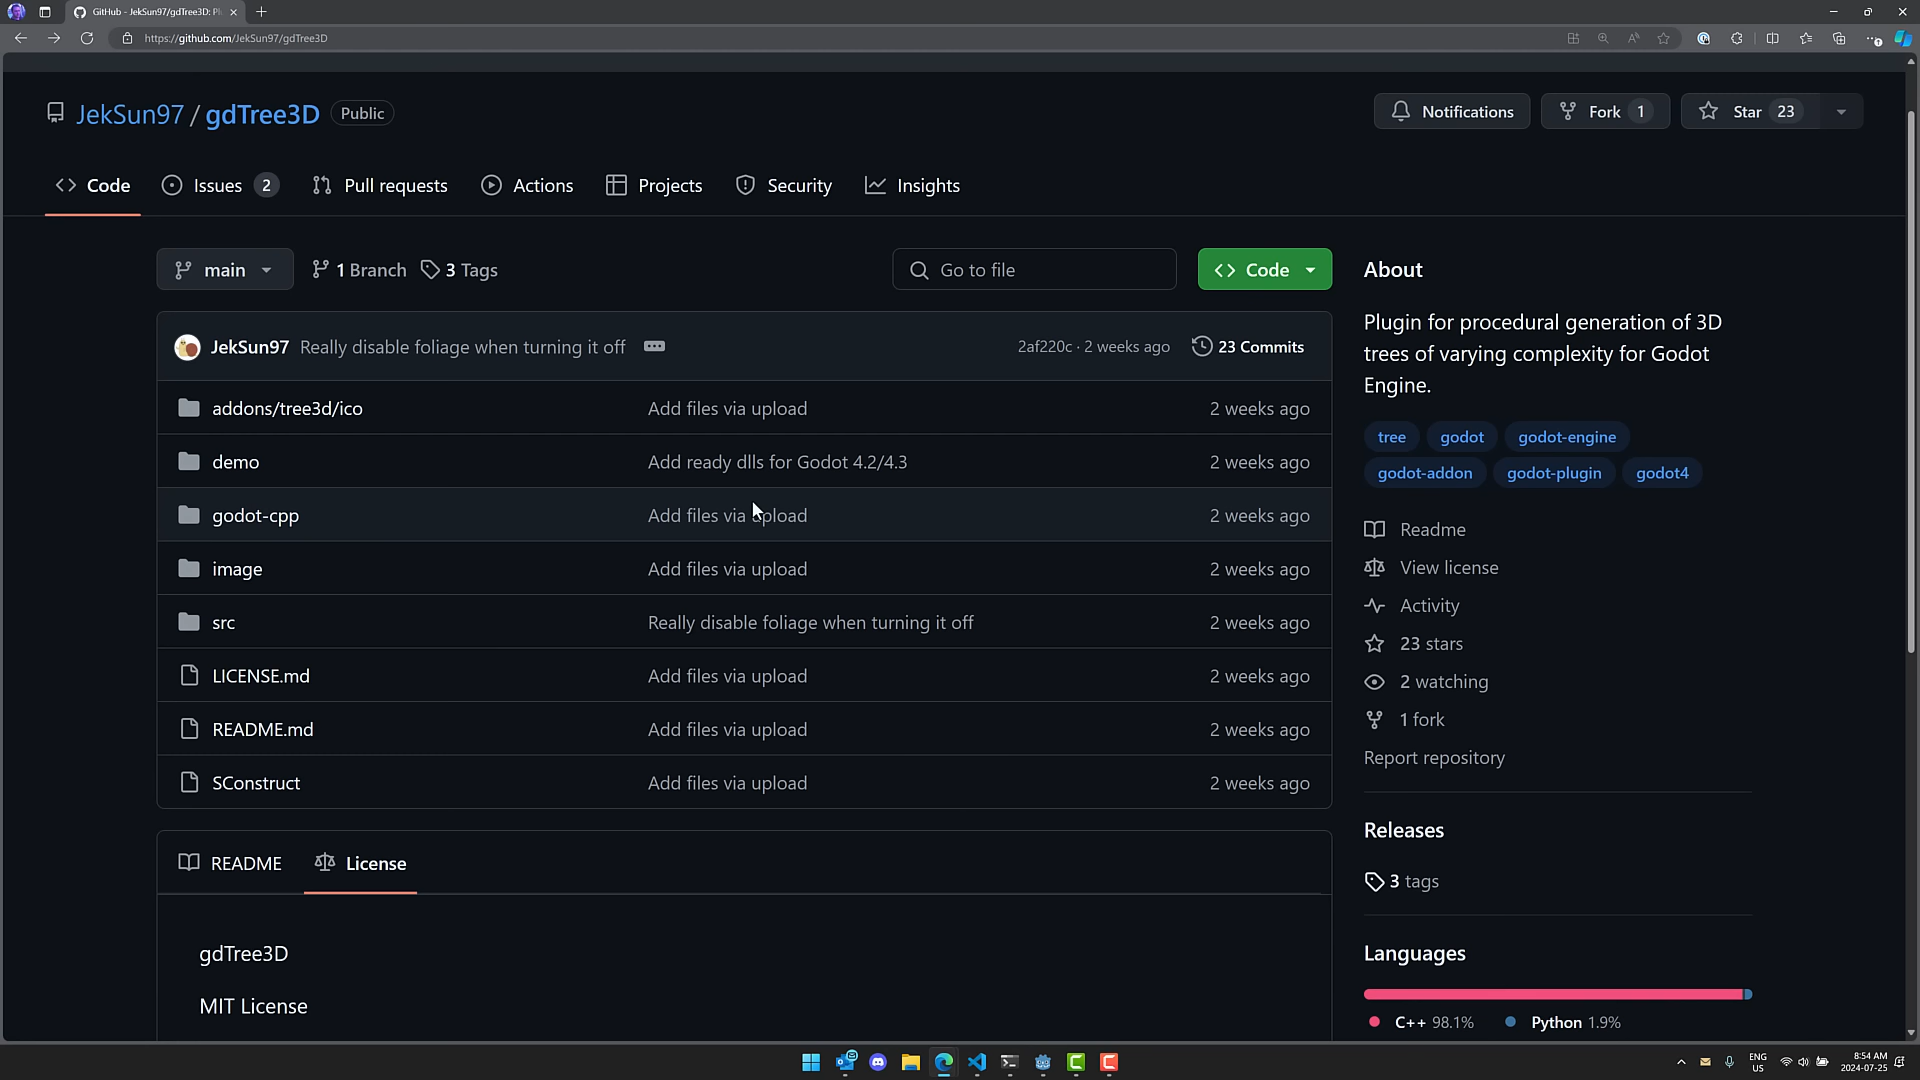 GitHub - JekSun97/gdTree3D: Pl
https://github.com/JekSun97/gdTree3D
JekSun97 / gdTree3D Public
Notifications Fork 1 Star 23
Code Issues 2 Pull requests Actions Projects Security Insights
main 1 Branch 3 Tags Go to file Code
JekSun97 Really disable foliage when turning it off 2af220c · 2 weeks ago 23 Commits
addons/tree3d/ico Add files via upload 2 weeks ago
demo Add ready dlls for Godot 4.2/4.3 2 weeks ago
godot-cpp Add files via upload 2 weeks ago
image Add files via upload 2 weeks ago
src Really disable foliage when turning it off 2 weeks ago
LICENSE.md Add files via upload 2 weeks ago
README.md Add files via upload 2 weeks ago
SConstruct Add files via upload 2 weeks ago
README License
gdTree3D
MIT License
About
Plugin for procedural generation of 3D
trees of varying complexity for Godot
Engine.
tree godot godot-engine
godot-addon godot-plugin godot4
Readme
View license
Activity
23 stars
2 watching
1 fork
Report repository
Releases
3 tags
Languages
C++ 98.1% Python 1.9%
ENG
US
8:54 AM
2024-07-25